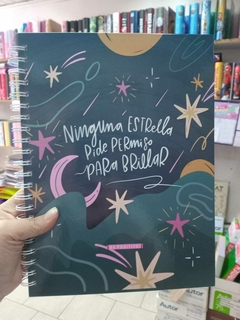 Ninguna ESTRELLA
Pide PERMiso
PARA BRillAR